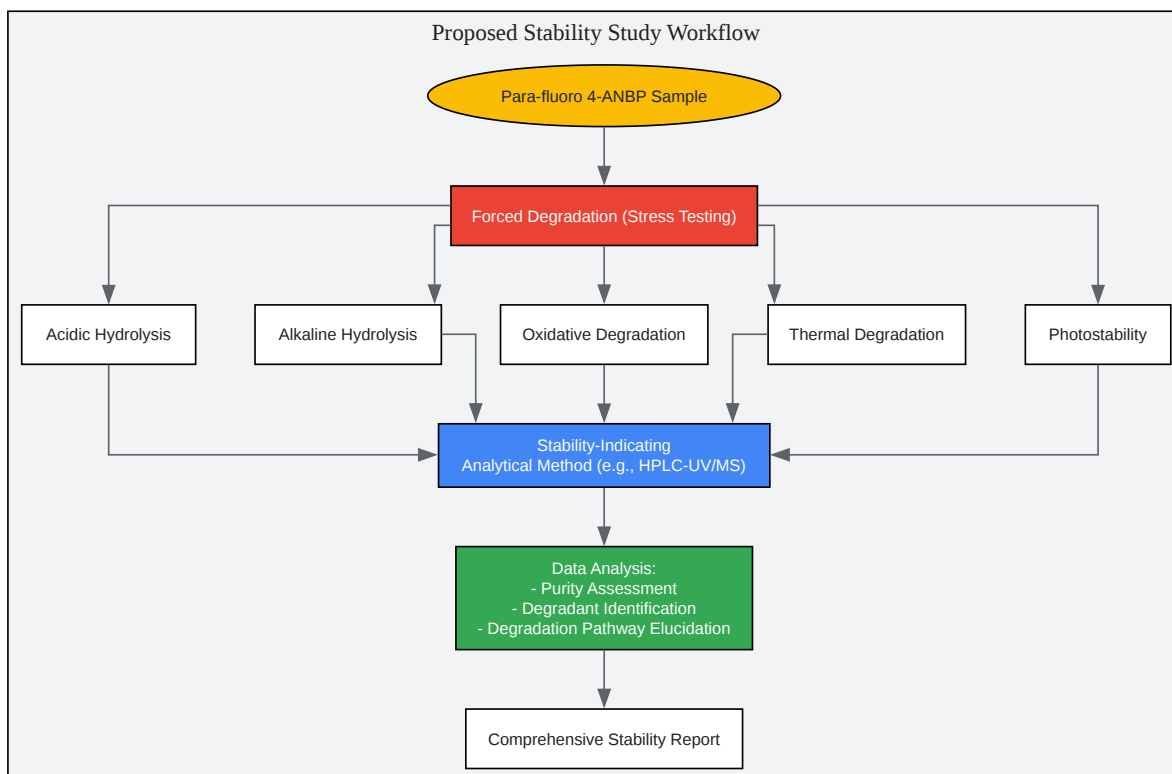 Proposed Stability Study Workflow
Para-fluoro 4-ANBP Sample
Forced Degradation (Stress Testing)
Acidic Hydrolysis
Alkaline Hydrolysis
Oxidative Degradation
Thermal Degradation
Photostability
Stability-Indicating
Analytical Method (e.g., HPLC-UV/MS)
Data Analysis:
- Purity Assessment
- Degradant Identification
- Degradation Pathway Elucidation
Comprehensive Stability Report